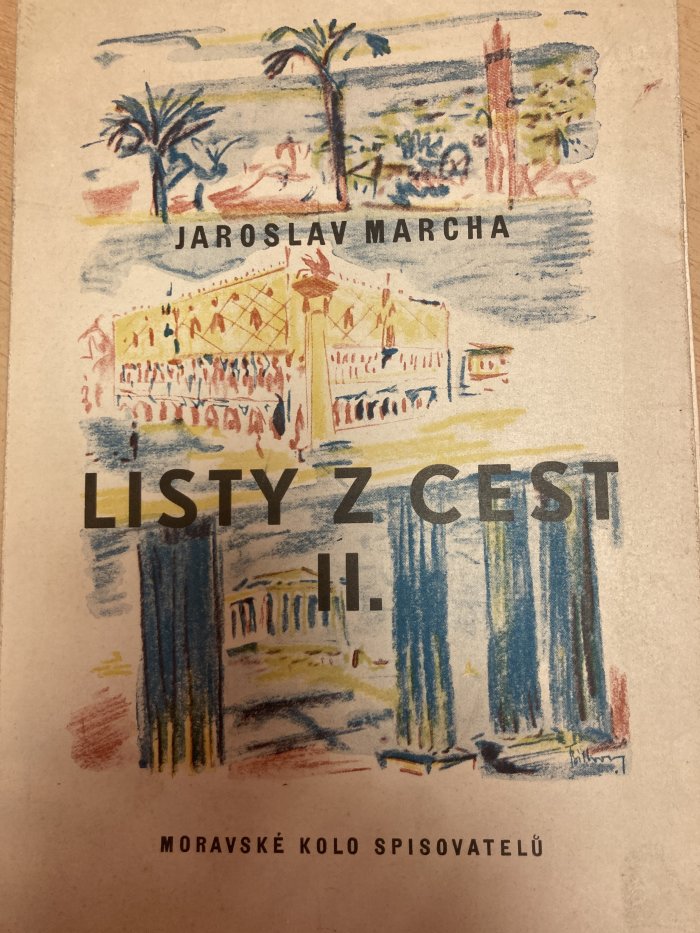 JAROSLAV MARCHA
LISTY Z CEST
II.
MORAVSKÉ KOLO SPISOVATELŮ